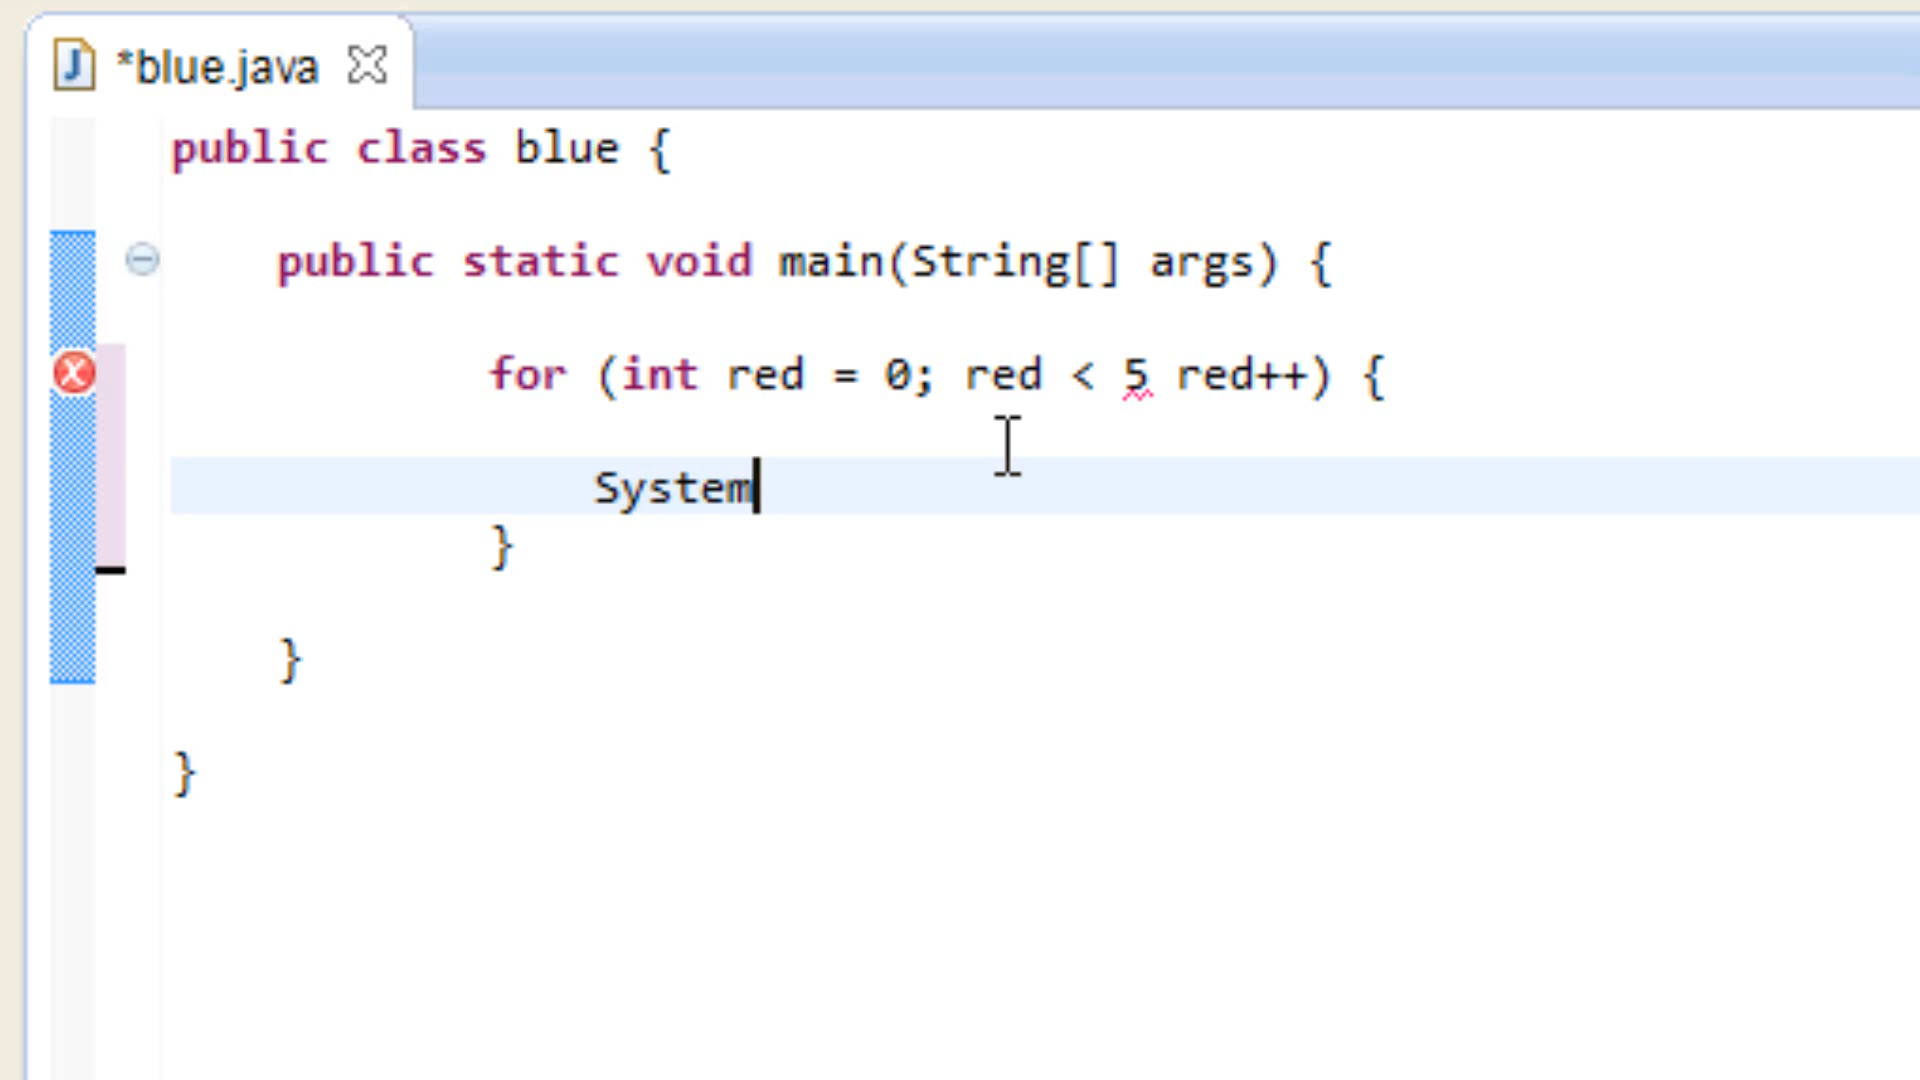 *blue.java
public class blue {
public static void main(String[] args) {
for (int red = 0; red < 5 red++) {
System
}
}
}